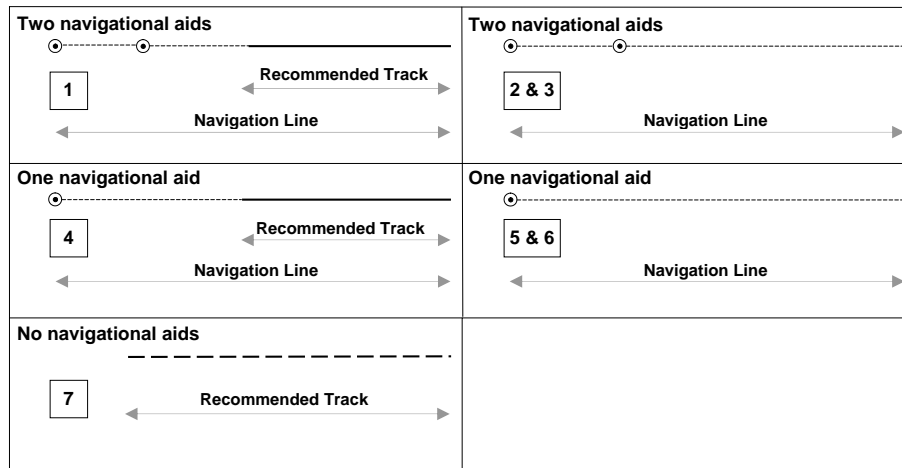 Two navigational aids
Recommended Track
1
Navigation Line
Two navigational aids
2 & 3
Navigation Line
One navigational aid
Recommended Track
4
Navigation Line
One navigational aid
5 & 6
Navigation Line
No navigational aids
7
Recommended Track